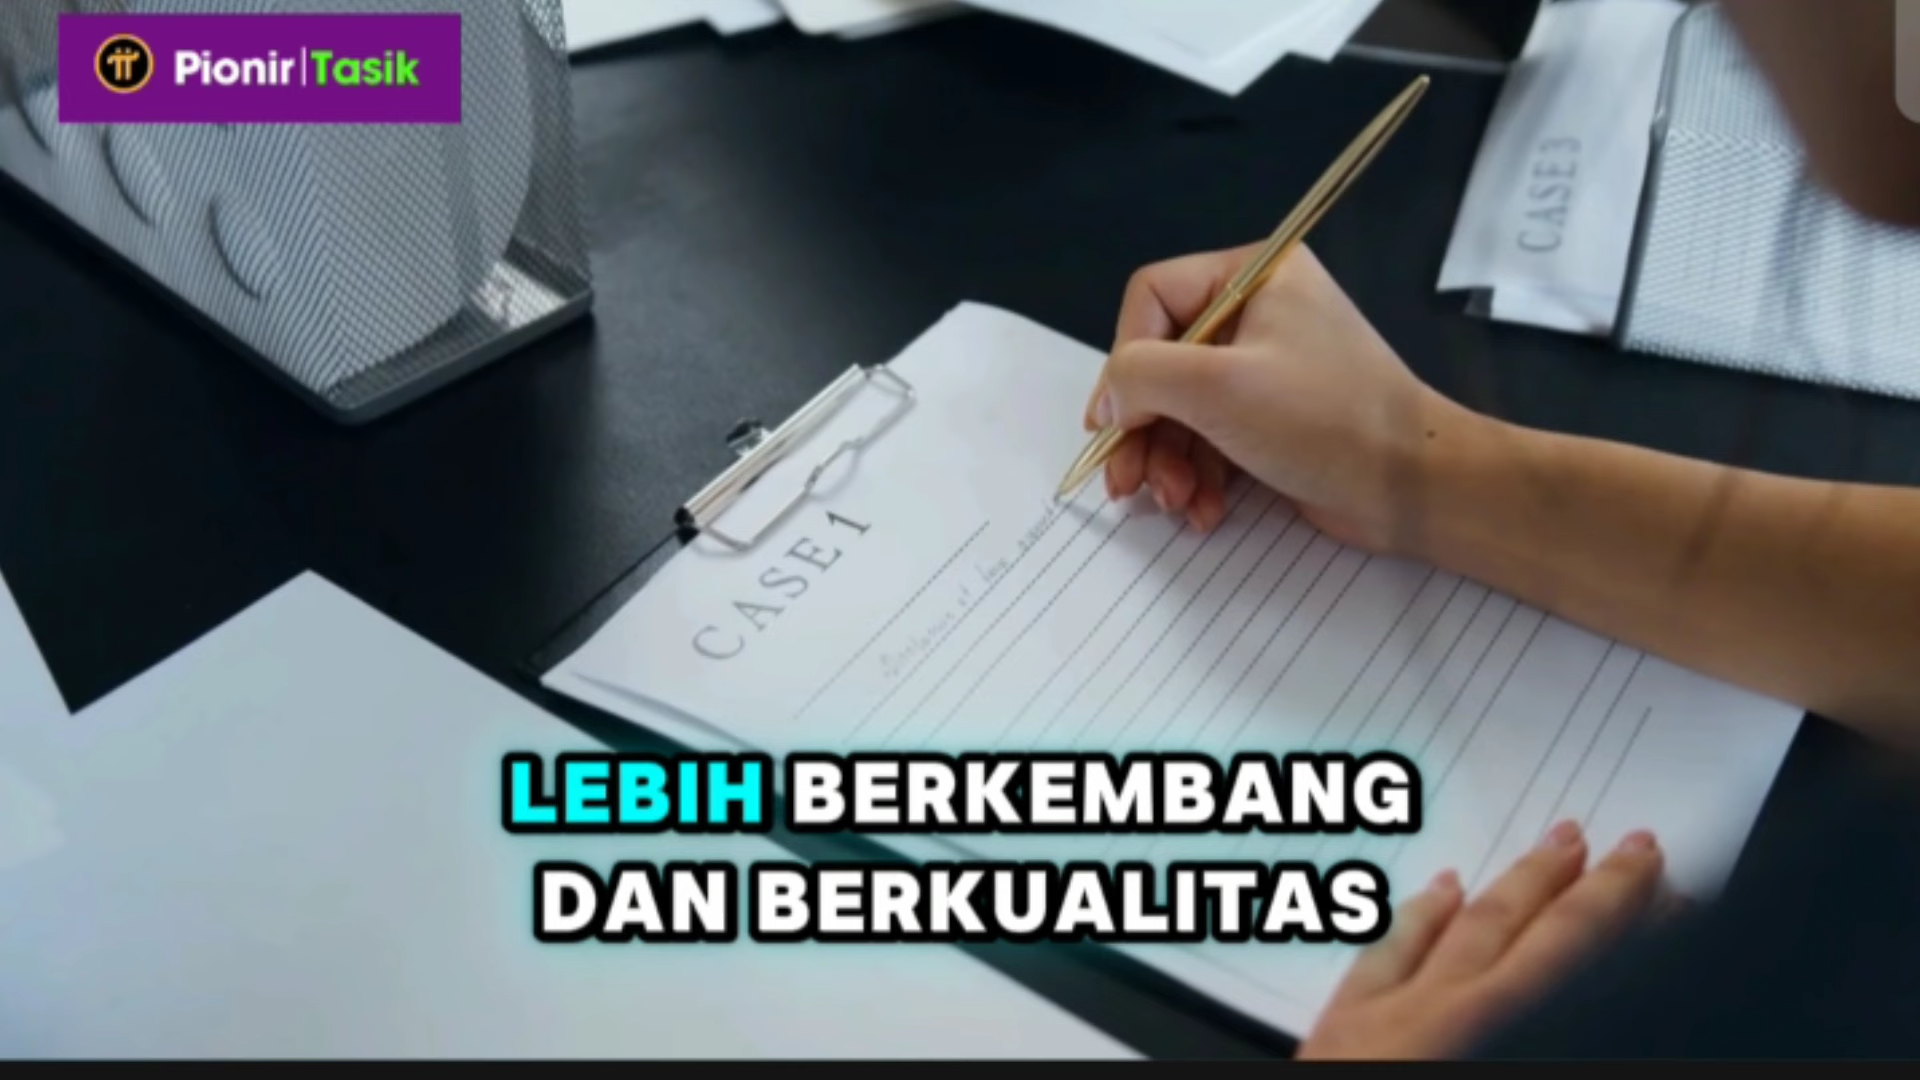 Pionir|Tasik
CASE 3
CASE 1
LEBIH BERKEMBANG
DAN BERKUALITAS